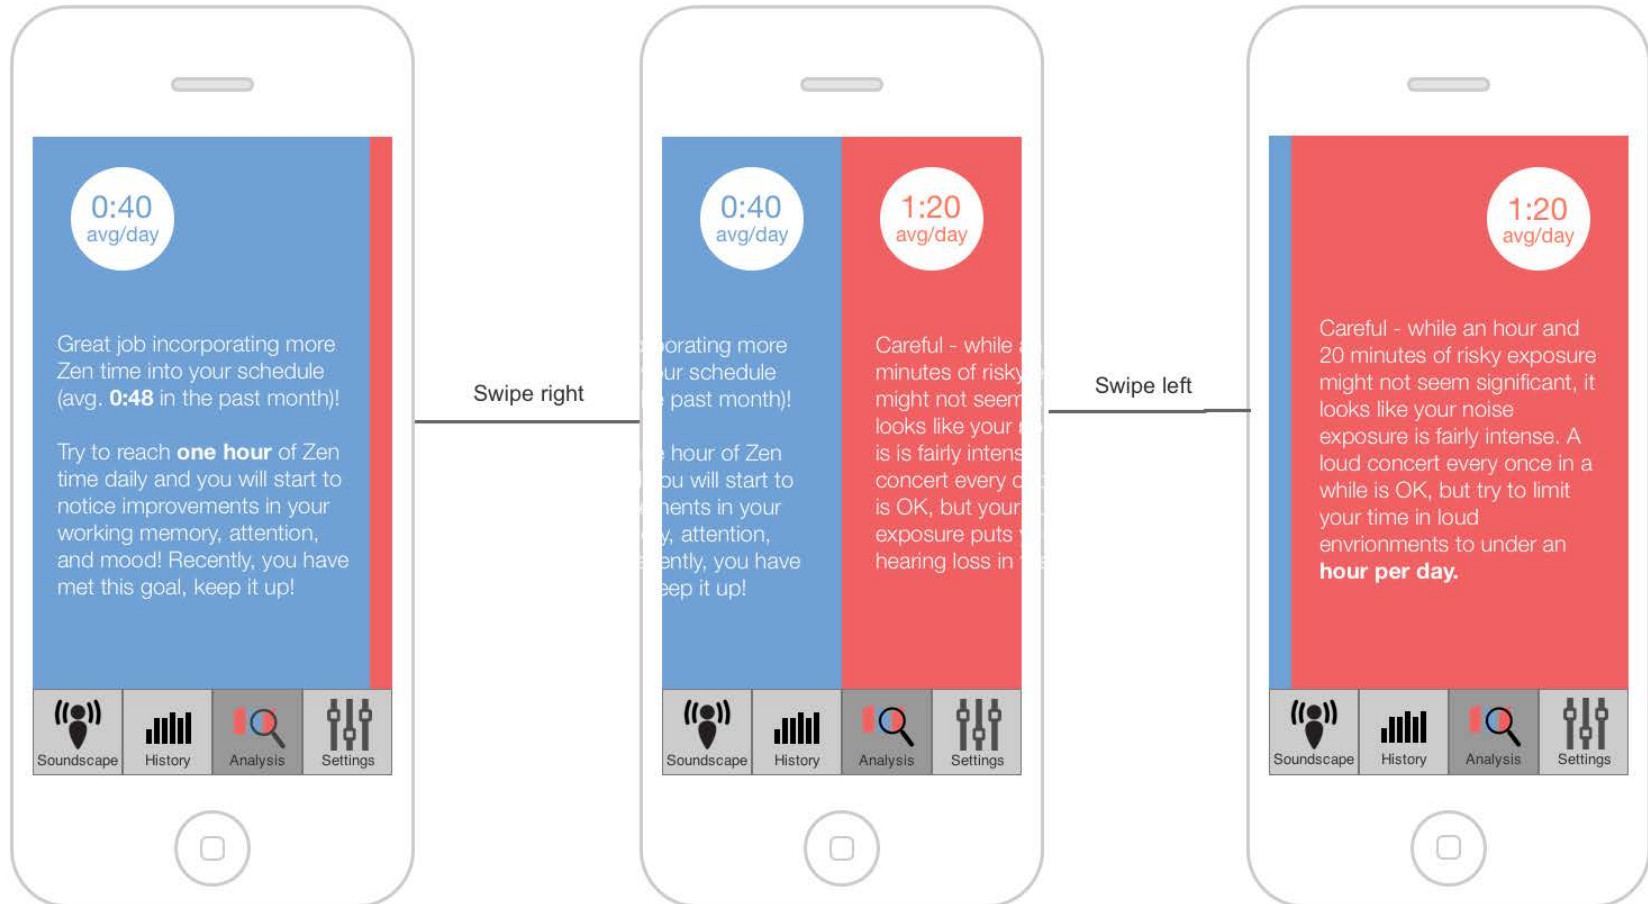 0:40
avg/day
Great job incorporating more
Zen time into your schedule
(avg. 0:48 in the past month)!
Try to reach one hour of Zen
time daily and you will start to
notice improvements in your
working memory, attention,
and mood! Recently, you have
met this goal, keep it up!
Soundscape
History
Analysis
Settings
Swipe right
0:40
avg/day
orating more
ur schedule
past month)!
hour of Zen
ou will start to
ents in your
y, attention,
ently, you have
eep it up!
1:20
avg/day
Careful - while
minutes of risky
might not seem
looks like your
is is fairly intens
concert every
is OK, but your
exposure puts
hearing loss in
Soundscape
History
Analysis
Settings
Swipe left
1:20
avg/day
Careful - while an hour and
20 minutes of risky exposure
might not seem significant, it
looks like your noise
exposure is fairly intense. A
loud concert every once in a
while is OK, but try to limit
your time in loud
envrionments to under an
hour per day.
Soundscape
History
Analysis
Settings